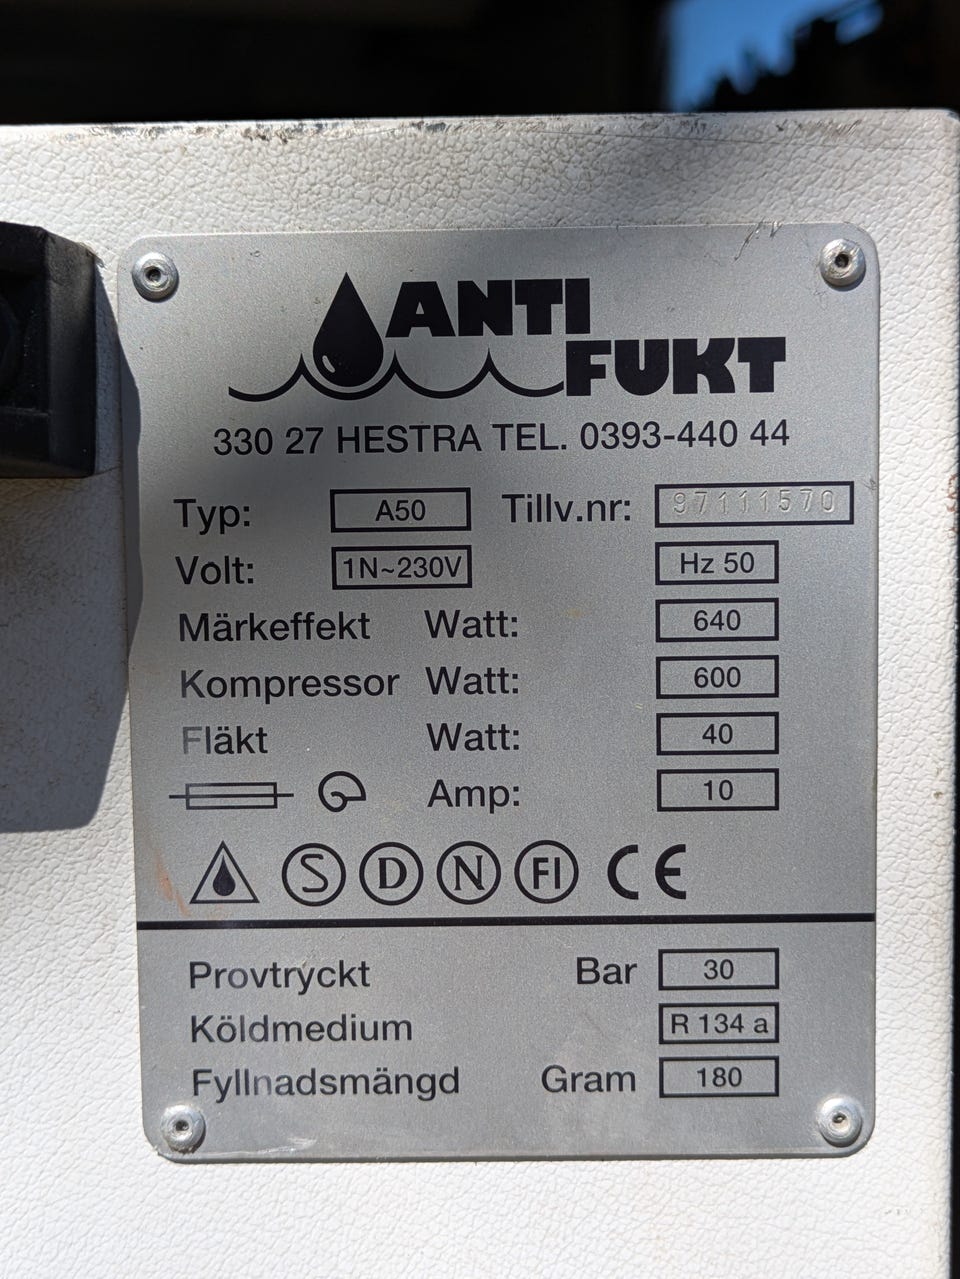 ANTI
FUKT
330 27 HESTRA TEL. 0393-440 44
Typ: A50 Tillv.nr: 97111570
Volt: 1N~230V Hz 50
Märkeffekt Watt: 640
Kompressor Watt: 600
Fläkt Watt: 40
Amp: 10
S D N FI CE
Provtryckt Bar 30
Köldmedium R 134 a
Fyllnadsmängd Gram 180